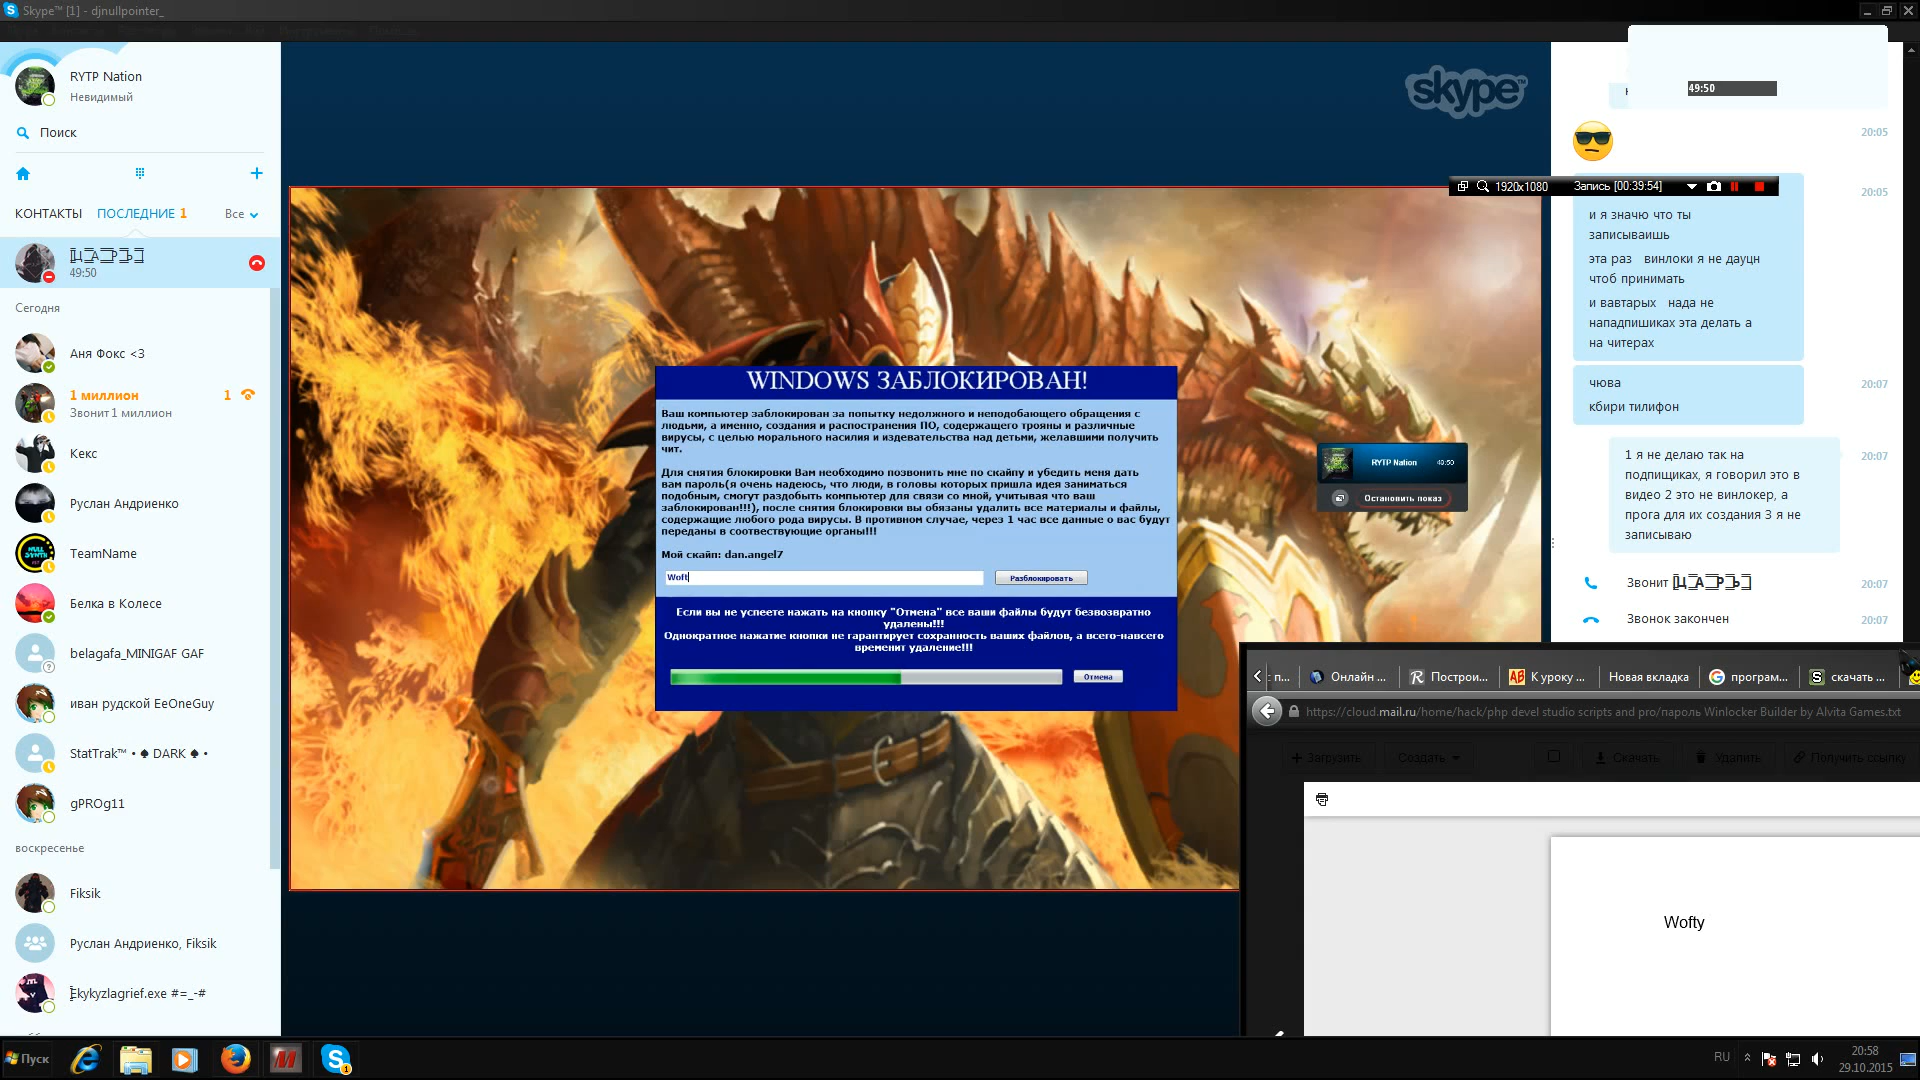 Skype™ [1] - djnullpointer_
RYTP Nation
Невидимый
Поиск
КОНТАКТЫ
ПОСЛЕДНИЕ 1
Все
49:50
Сегодня
Аня Фокс <3
1 миллион
1
Звонит 1 миллион
Кекс
Руслан Андриенко
TeamName
Белка в Колесе
belagafa_MINIGAF GAF
иван рудской EeOneGuy
StatTrak™ • ♠ DARK ♠ •
gPROg11
воскресенье
Fiksik
Руслан Андриенко, Fiksik
Ekykyzlagrief.exe #=_-#
skype™
WINDOWS ЗАБЛОКИРОВАН!
Ваш компьютер заблокирован за попытку недолжного и неподобающего обращения с
людьми, а именно, создания и распостранения ПО, содержащего трояны и различные
вирусы, с целью морального насилия и издевательства над детьми, желавшими получить
чит.
Для снятия блокировки Вам необходимо позвонить мне по скайпу и убедить меня дать
вам пароль(я очень надеюсь, что люди, в головы которых пришла идея заниматься
подобным, смогут раздобыть компьютер для связи со мной, учитывая что ваш
заблокирован!!!), после снятия блокировки вы обязаны удалить все материалы и файлы,
содержащие любого рода вирусы. В противном случае, через 1 час все данные о вас будут
переданы в соотвествующие органы!!!
Мой скайп: dan.angel7
Woft
Разблокировать
Если вы не успеете нажать на кнопку "Отмена" все ваши файлы будут безвозвратно
удалены!!!
Однократное нажатие кнопки не гарантирует сохранность ваших файлов, а всего-навсего
временит удаление!!!
Отмена
RYTP Nation 49:50
Остановить показ
49:50
20:05
1920x1080
Запись [00:39:54]
20:05
и я значю что ты
записываишь
эта раз винлоки я не дауцн
чтоб принимать
и вавтарых нада не
нападпишиках эта делать а
на читерах
чюва
20:07
кбири тилифон
1 я не делаю так на
20:07
подпищиках, я говорил это в
видео 2 это не винлокер, а
прога для их создания 3 я не
записываю
Звонит [Ц А Р Ь]
20:07
Звонок закончен
20:07
: п...
Онлайн ...
Построи...
К уроку ...
Новая вкладка
програм...
скачать ...
https://cloud.mail.ru/home/hack/php devel studio scripts and pro/пароль Winlocker Builder by Alvita Games.txt
Загрузить
Создать
Скачать
Удалить
Получить ссылку
Wofty
Пуск
RU
20:58
29.10.2015